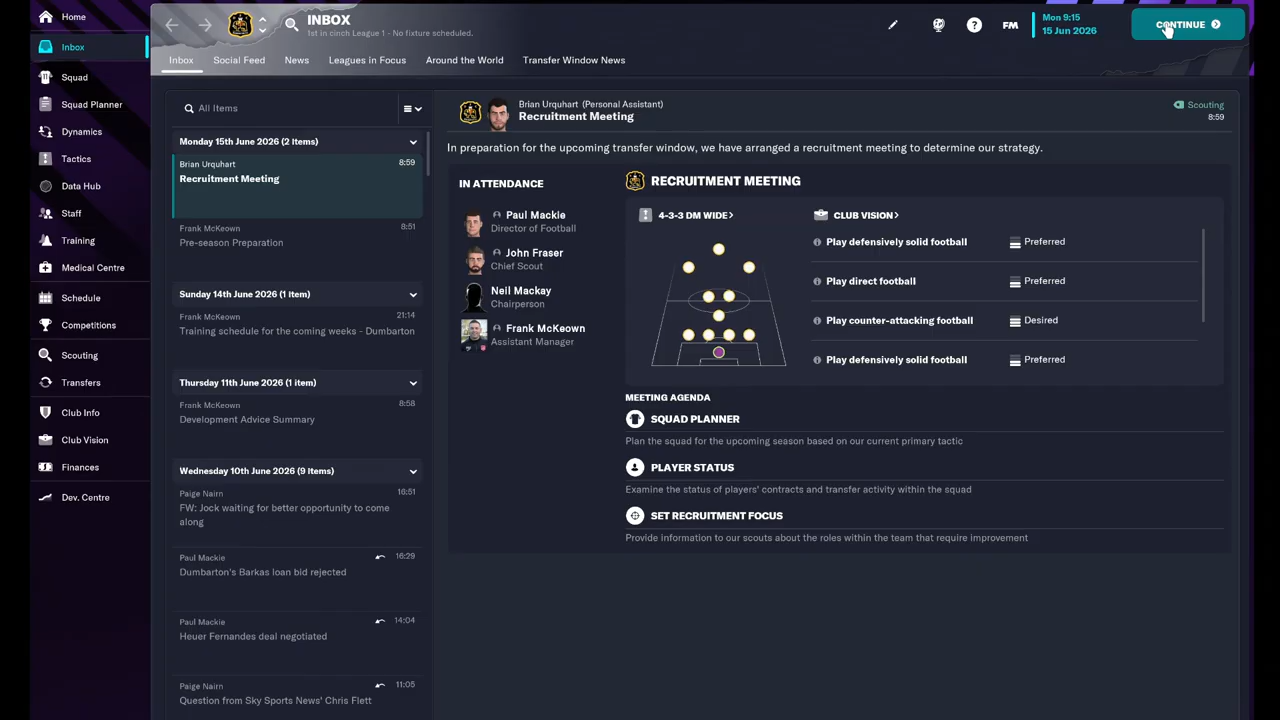 Home
Inbox
Squad
Squad Planner
Dynamics
Tactics
Data Hub
Staff
Training
Medical Centre
Schedule
Competitions
Scouting
Transfers
Club Info
Club Vision
Finances
Dev. Centre
INBOX
1st in cinch League 1 - No fixture scheduled.
FM
Mon 9:15
15 Jun 2026
CONTINUE
Inbox
Social Feed
News
Leagues in Focus
Around the World
Transfer Window News
All Items
Monday 15th June 2026 (2 Items)
Brian Urquhart 8:59
Recruitment Meeting
Frank McKeown 8:51
Pre-season Preparation
Sunday 14th June 2026 (1 item)
Frank McKeown 21:14
Training schedule for the coming weeks - Dumbarton
Thursday 11th June 2026 (1 item)
Frank McKeown 8:58
Development Advice Summary
Wednesday 10th June 2026 (9 Items)
Paige Nairn 16:51
FW: Jock waiting for better opportunity to come
along
Paul Mackie 16:29
Dumbarton's Barkas loan bid rejected
Paul Mackie 14:04
Heuer Fernandes deal negotiated
Paige Nairn 11:05
Question from Sky Sports News' Chris Flett
Brian Urquhart (Personal Assistant)
Recruitment Meeting
Scouting
8:59
In preparation for the upcoming transfer window, we have arranged a recruitment meeting to determine our strategy.
IN ATTENDANCE
Paul Mackie
Director of Football
John Fraser
Chief Scout
Neil Mackay
Chairperson
Frank McKeown
Assistant Manager
RECRUITMENT MEETING
4-3-3 DM WIDE>
CLUB VISION>
Play defensively solid football Preferred
Play direct football Preferred
Play counter-attacking football Desired
Play defensively solid football Preferred
MEETING AGENDA
SQUAD PLANNER
Plan the squad for the upcoming season based on our current primary tactic
PLAYER STATUS
Examine the status of players' contracts and transfer activity within the squad
SET RECRUITMENT FOCUS
Provide information to our scouts about the roles within the team that require improvement